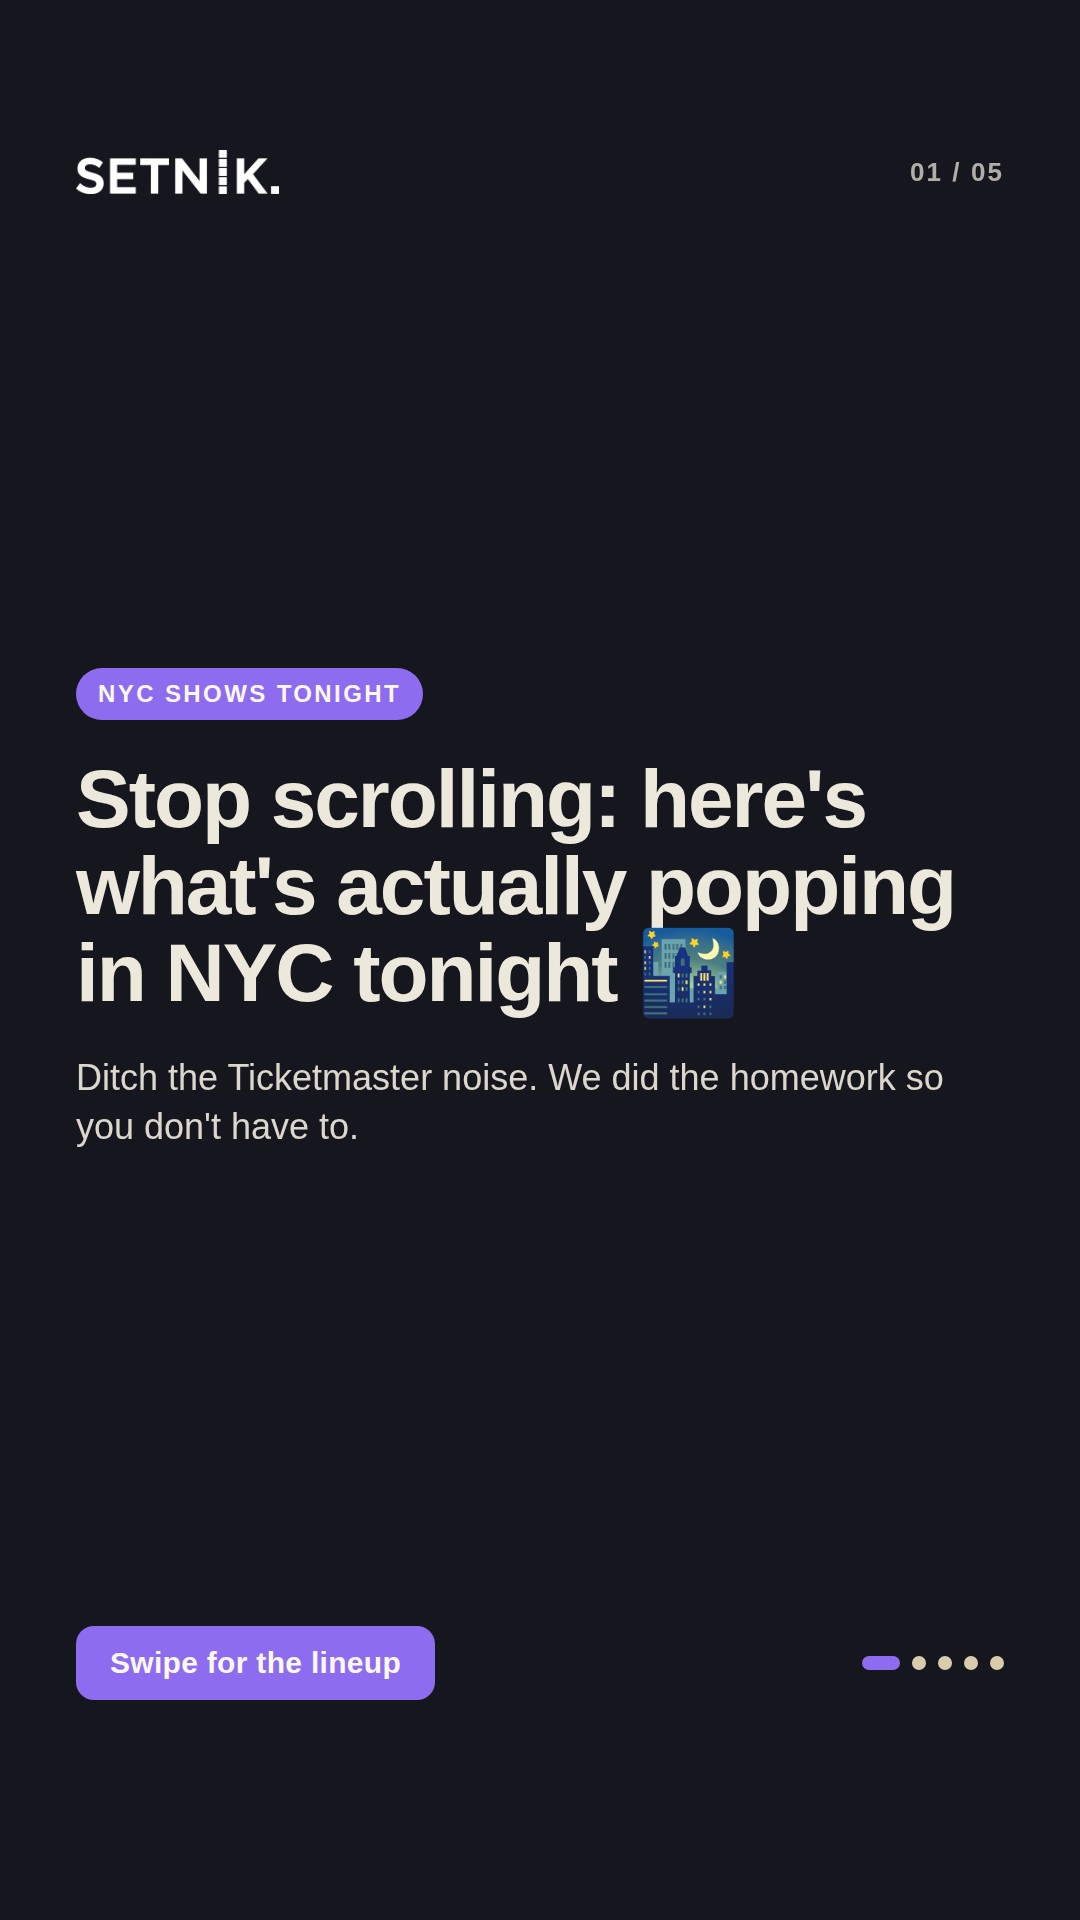 SETNIK.
01 / 05
NYC SHOWS TONIGHT
Stop scrolling: here's
what's actually popping
in NYC tonight 🌃
Ditch the Ticketmaster noise. We did the homework so
you don't have to.
Swipe for the lineup